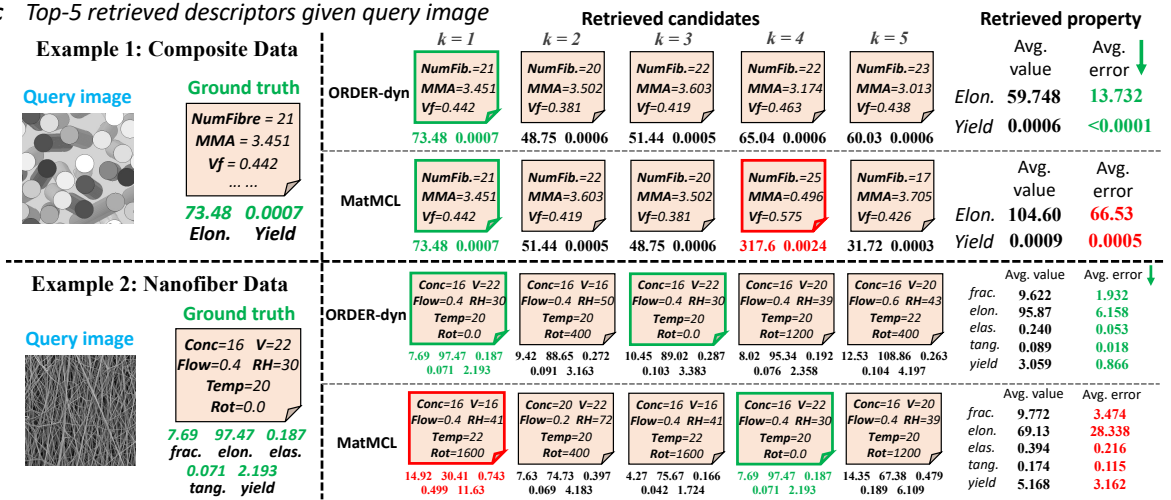 c Top-5 retrieved descriptors given query image
Retrieved candidates
Retrieved property
Example 1: Composite Data
Query image
Ground truth
NumFibre = 21
MMA = 3.451
Vf = 0.442
... ...
73.48 0.0007
Elon. Yield
k = 1 k = 2 k = 3 k = 4 k = 5
ORDER-dyn
NumFib.=21 NumFib.=20 NumFib.=22 NumFib.=22 NumFib.=23
MMA=3.451 MMA=3.502 MMA=3.603 MMA=3.174 MMA=3.013
Vf=0.442 Vf=0.381 Vf=0.419 Vf=0.463 Vf=0.438
73.48 0.0007 48.75 0.0006 51.44 0.0005 65.04 0.0006 60.03 0.0006
Avg. value Avg. error
Elon. 59.748 13.732
Yield 0.0006 <0.0001
MatMCL
NumFib.=21 NumFib.=22 NumFib.=20 NumFib.=25 NumFib.=17
MMA=3.451 MMA=3.603 MMA=3.502 MMA=0.496 MMA=3.705
Vf=0.442 Vf=0.419 Vf=0.381 Vf=0.575 Vf=0.426
73.48 0.0007 51.44 0.0005 48.75 0.0006 317.6 0.0024 31.72 0.0003
Avg. value Avg. error
Elon. 104.60 66.53
Yield 0.0009 0.0005
Example 2: Nanofiber Data
Query image
Ground truth
Conc=16 V=22
Flow=0.4 RH=30
Temp=20
Rot=0.0
7.69 97.47 0.187
frac. elon. elas.
0.071 2.193
tang. yield
ORDER-dyn
Conc=16 V=22 Conc=16 V=16 Conc=16 V=22 Conc=16 V=20 Conc=16 V=20
Flow=0.4 RH=30 Flow=0.4 RH=50 Flow=0.4 RH=30 Flow=0.4 RH=39 Flow=0.6 RH=43
Temp=20 Temp=20 Temp=20 Temp=20 Temp=22
Rot=0.0 Rot=400 Rot=0.0 Rot=1200 Rot=400
7.69 97.47 0.187 9.42 88.65 0.272 10.45 89.02 0.287 8.02 95.34 0.192 12.53 108.86 0.263
0.071 2.193 0.091 3.163 0.103 3.383 0.076 2.358 0.104 4.197
Avg. value Avg. error
frac. 9.622 1.932
elon. 95.87 6.158
elas. 0.240 0.053
tang. 0.089 0.018
yield 3.059 0.866
MatMCL
Conc=16 V=16 Conc=20 V=22 Conc=16 V=16 Conc=16 V=22 Conc=16 V=20
Flow=0.4 RH=41 Flow=0.2 RH=72 Flow=0.4 RH=41 Flow=0.4 RH=30 Flow=0.4 RH=39
Temp=22 Temp=20 Temp=22 Temp=20 Temp=20
Rot=1600 Rot=400 Rot=1600 Rot=0.0 Rot=1200
14.92 30.41 0.743 7.63 74.73 0.397 4.27 75.67 0.166 7.69 97.47 0.187 14.35 67.38 0.479
0.499 11.63 0.069 4.183 0.042 1.724 0.071 2.193 0.189 6.109
Avg. value Avg. error
frac. 9.772 3.474
elon. 69.13 28.338
elas. 0.394 0.216
tang. 0.174 0.115
yield 5.168 3.162